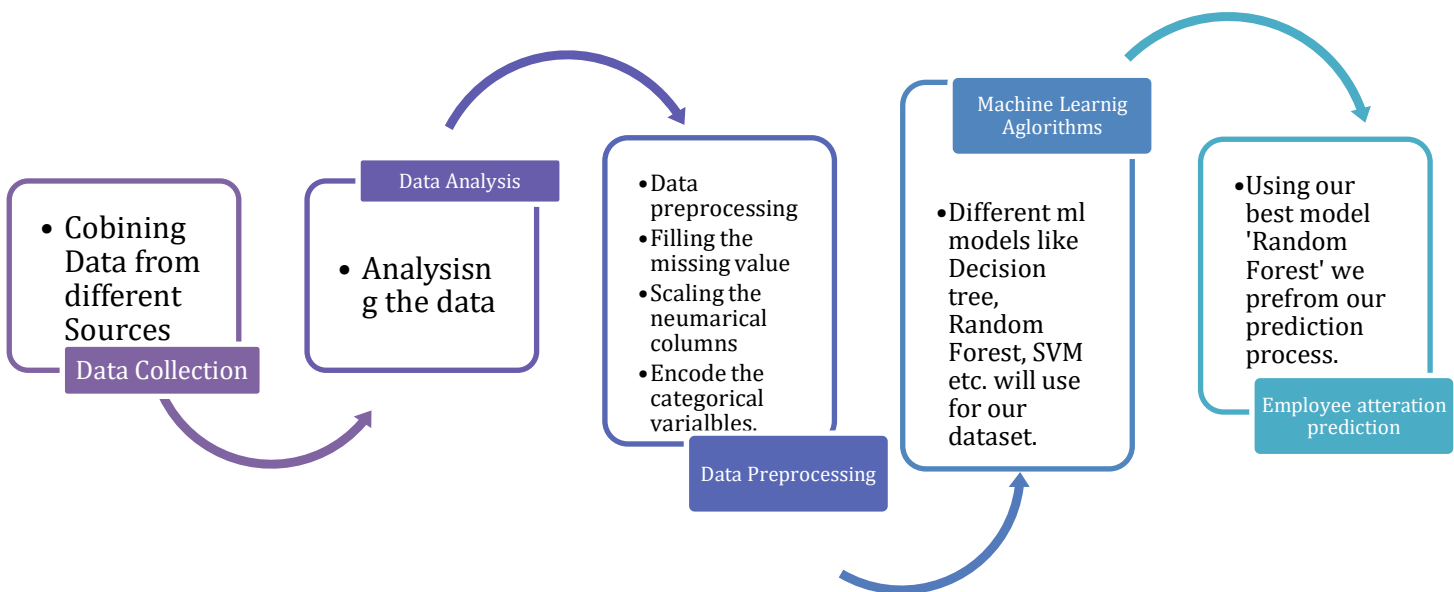 • Cobining
Data from
different
Sources
Data Collection
Data Analysis
• Analysisn
g the data
•Data
preprocessing
•Filling the
missing value
•Scaling the
neumarical
columns
•Encode the
categorical
varialbles.
Data Preprocessing
Machine Learnig
Aglorithms
•Different ml
models like
Decision
tree,
Random
Forest, SVM
etc. will use
for our
dataset.
•Using our
best model
'Random
Forest' we
prefrom our
prediction
process.
Employee atteration
prediction